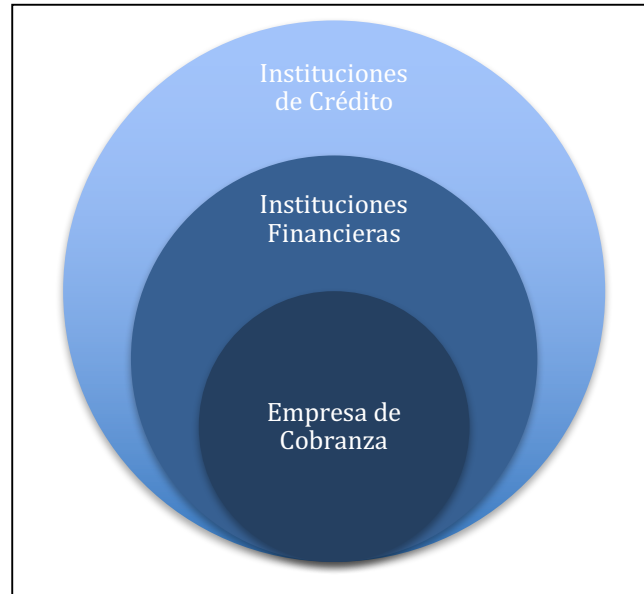 Instituciones
de Crédito
Instituciones
Financieras
Empresa de
Cobranza